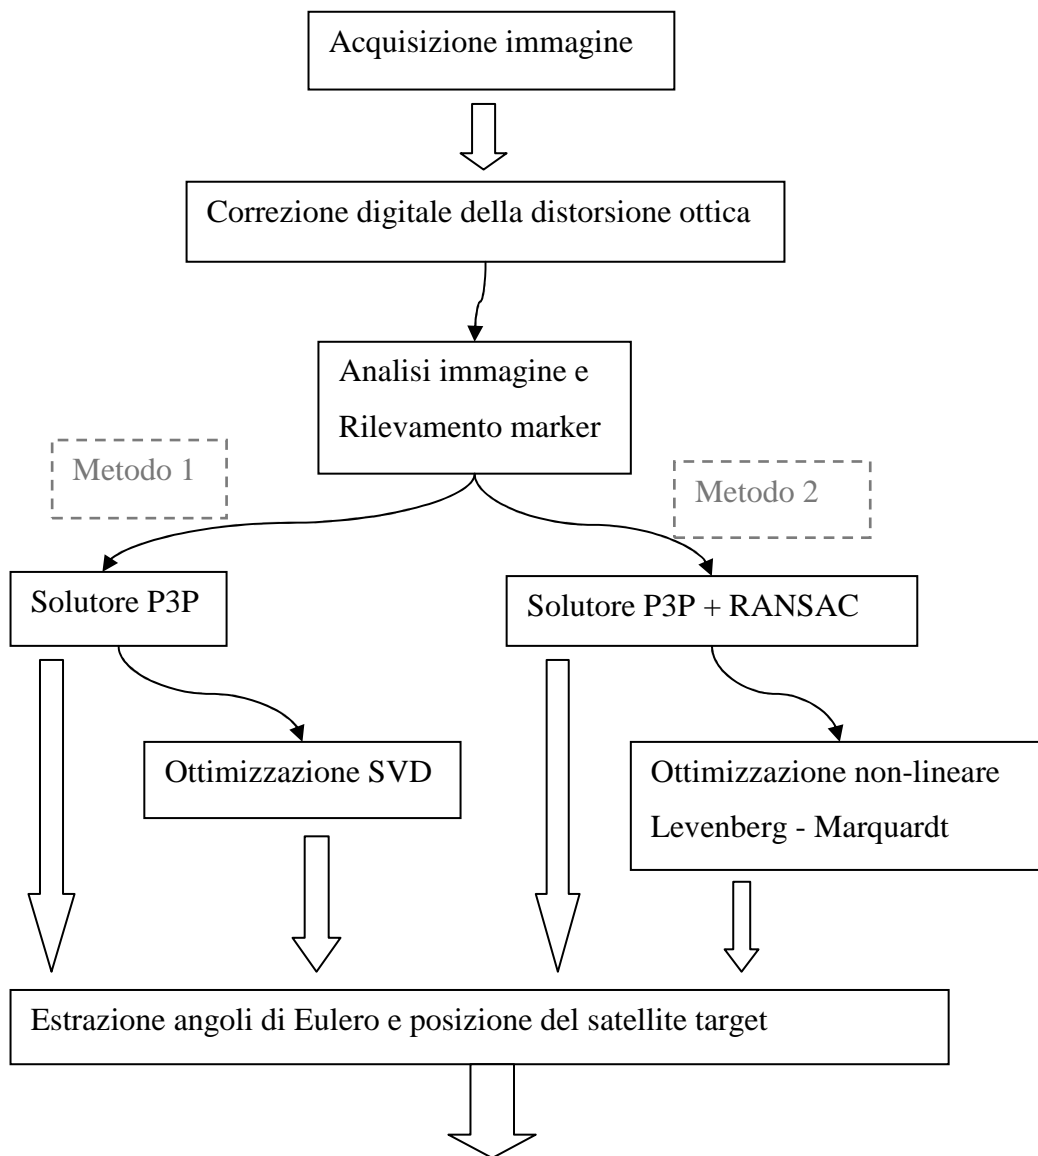 Acquisizione immagine
Correzione digitale della distorsione ottica
Analisi immagine e
Rilevamento marker
Metodo 1
Metodo 2
Solutore P3P
Solutore P3P + RANSAC
Ottimizzazione SVD
Ottimizzazione non-lineare
Levenberg - Marquardt
Estrazione angoli di Eulero e posizione del satellite target